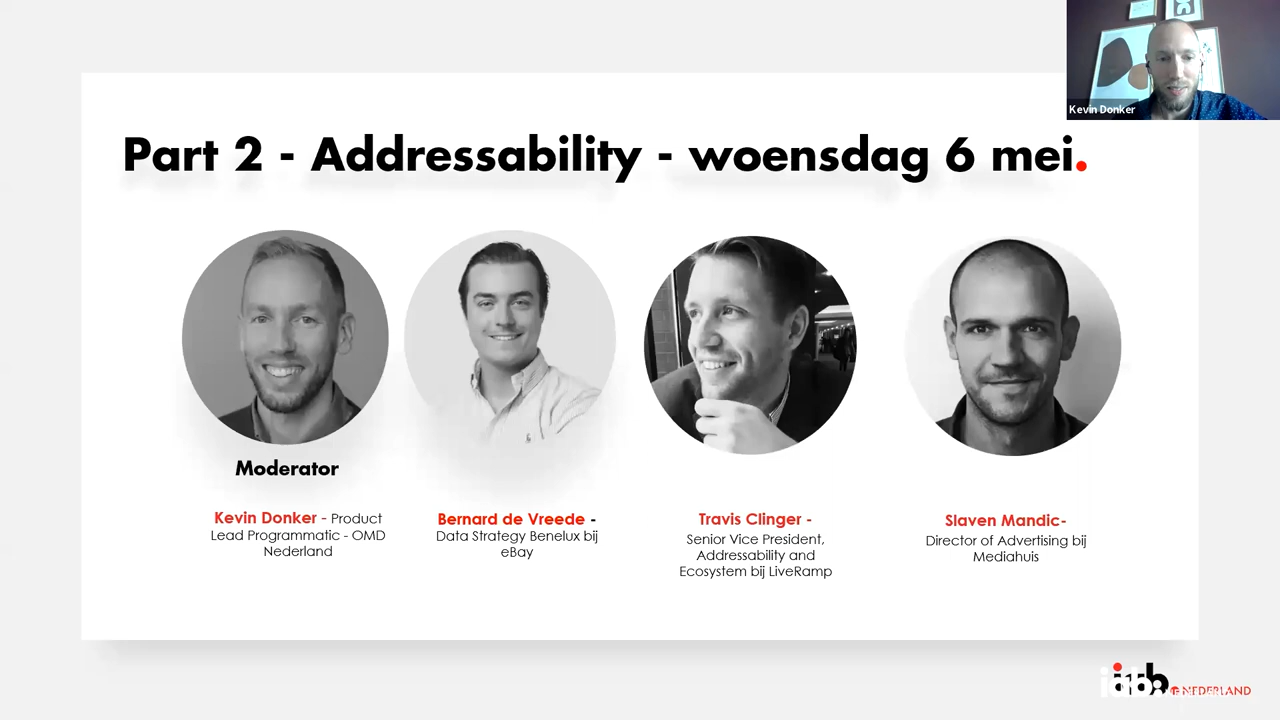 Kevin Donker
Part 2 - Addressability - woensdag 6 mei.
Moderator
Kevin Donker - Product
Lead Programmatic - OMD
Nederland
Bernard de Vreede -
Data Strategy Benelux bij
eBay
Travis Clinger -
Senior Vice President,
Addressability and
Ecosystem bij LiveRamp
Slaven Mandic-
Director of Advertising bij
Mediahuis
iab.
NEDERLAND